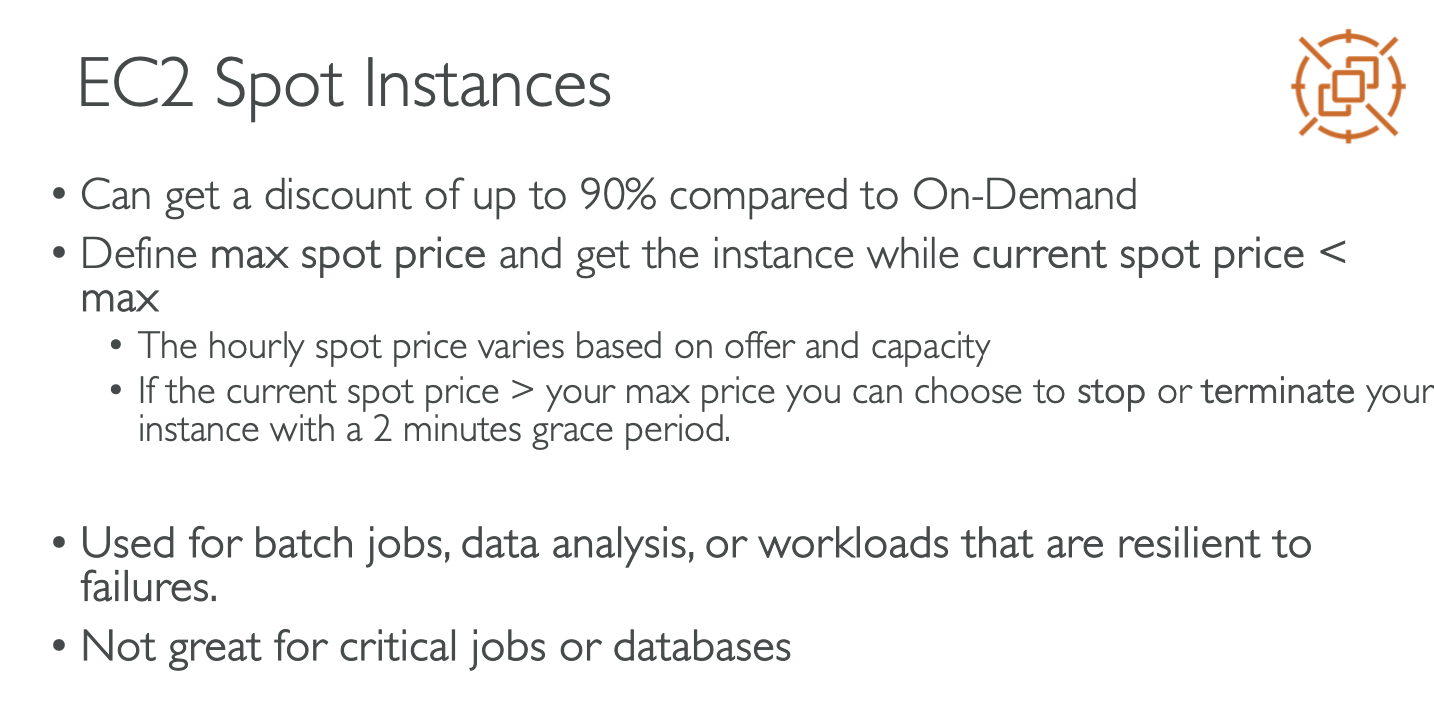 EC2 Spot Instances
• Can get a discount of up to 90% compared to On-Demand
• Define max spot price and get the instance while current spot price <
max
• The hourly spot price varies based on offer and capacity
• If the current spot price > your max price you can choose to stop or terminate your
instance with a 2 minutes grace period.
• Used for batch jobs, data analysis, or workloads that are resilient to
failures.
• Not great for critical jobs or databases